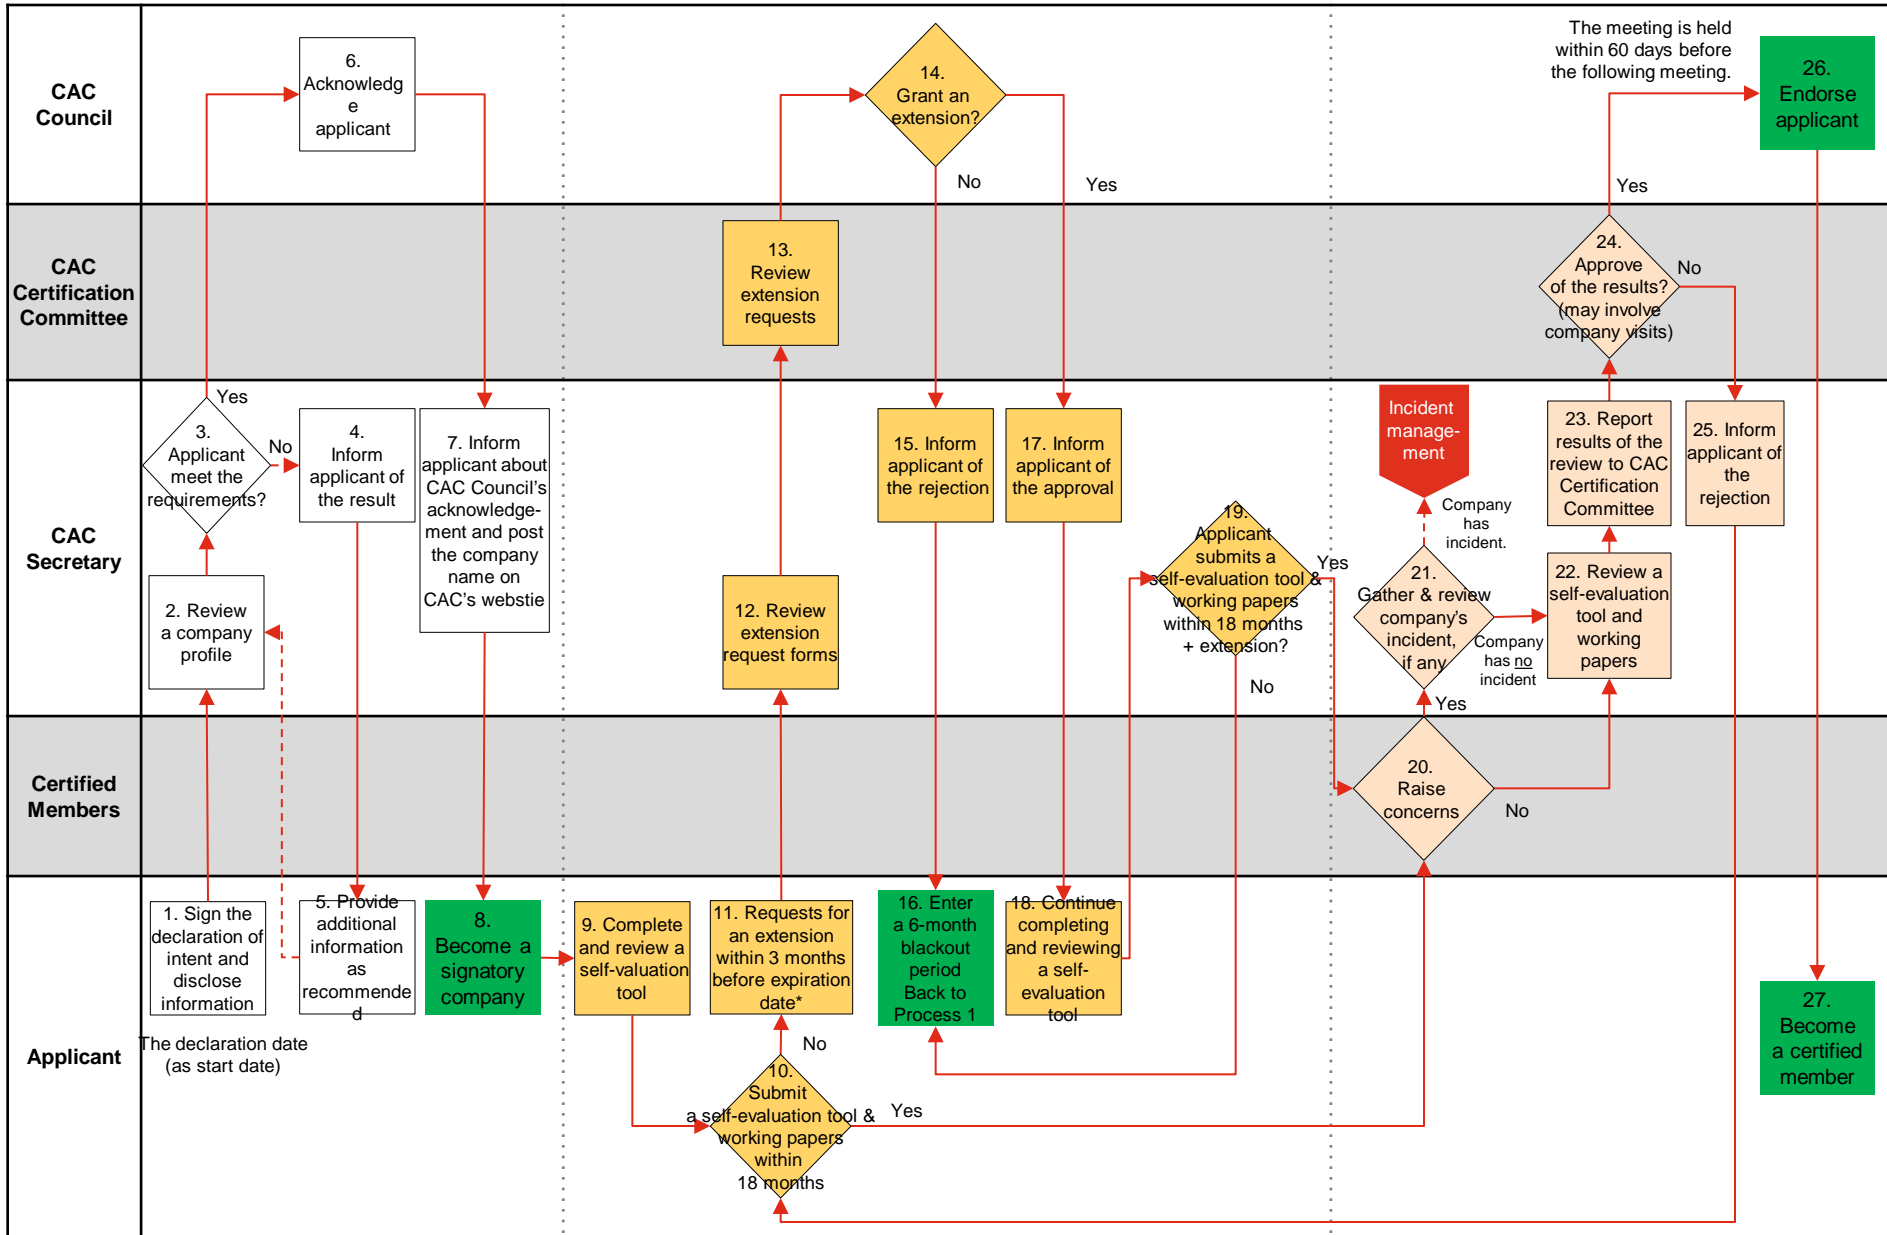 CAC
Council
6.
Acknowledg
e
applicant
14.
Grant an
extension?
No
Yes
The meeting is held
within 60 days before
the following meeting.
26.
Endorse
applicant
Yes
CAC
Certification
Committee
13.
Review
extension
requests
24.
Approve
of the results?
(may involve
company visits)
No
CAC
Secretary
Yes
3.
Applicant
meet the
requirements?
No
4.
Inform
applicant of
the result
7. Inform
applicant about
CAC Council’s
acknowledge-
ment and post
the company
name on
CAC’s webstie
2. Review
a company
profile
12. Review
extension
request forms
15. Inform
applicant of
the rejection
17. Inform
applicant of
the approval
19.
Applicant
submits a
self-evaluation tool &
working papers
within 18 months
+ extension?
Yes
No
Incident
manage-
ment
Company
has
incident.
21.
Gather & review
company’s
incident,
if any
Company
has no
incident
Yes
23. Report
results of the
review to CAC
Certification
Committee
22. Review a
self-evaluation
tool and
working
papers
25. Inform
applicant of
the
rejection
Certified
Members
20.
Raise
concerns
No
Applicant
1. Sign the
declaration of
intent and
disclose
information
The declaration date
(as start date)
5. Provide
additional
information
as
recommende
d
8.
Become a
signatory
company
9. Complete
and review a
self-valuation
tool
11. Requests for
an extension
within 3 months
before expiration
date*
No
10.
Submit
a self-evaluation tool &
working papers
within
18 months
Yes
16. Enter
a 6-month
blackout
period
Back to
Process 1
18. Continue
completing
and reviewing
a self-
evaluation
tool
27.
Become
a certified
member